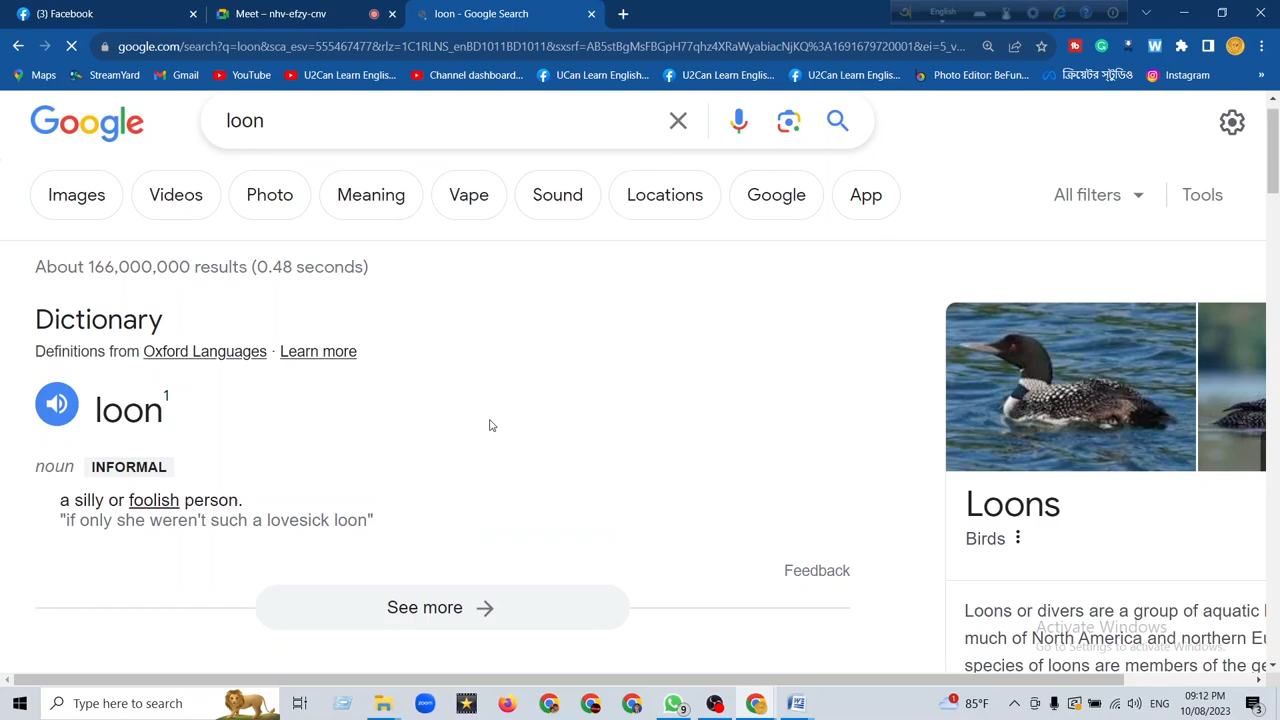 (3) Facebook
Meet – nhv-efzy-cnv
loon - Google Search
English
google.com/search?q=loon&sca_esv=555467477&rlz=1C1RLNS_enBD1011BD1011&sxsrf=AB5stBgMsFBGpH77qhz4XRaWyabiacNjKQ%3A1691679720001&ei=5_v...
Maps
StreamYard
Gmail
YouTube
U2Can Learn Englis...
Channel dashboard...
UCan Learn English...
U2Can Learn Englis...
U2Can Learn Englis...
Photo Editor: BeFun...
ক্রিয়েটর স্টুডিও
Instagram
»
Google
loon
Images
Videos
Photo
Meaning
Vape
Sound
Locations
Google
App
All filters
Tools
About 166,000,000 results (0.48 seconds)
Dictionary
Definitions from Oxford Languages · Learn more
loon1
noun INFORMAL
a silly or foolish person.
"if only she weren't such a lovesick loon"
Feedback
See more
Loons
Birds
Loons or divers are a group of aquatic
much of North America and northern Eu
species of loons are members of the ge
Activate Windows
Go to Settings to activate Windows.
Type here to search
zoom
9
W
1
85°F
ENG
09:12 PM
10/08/2023
3